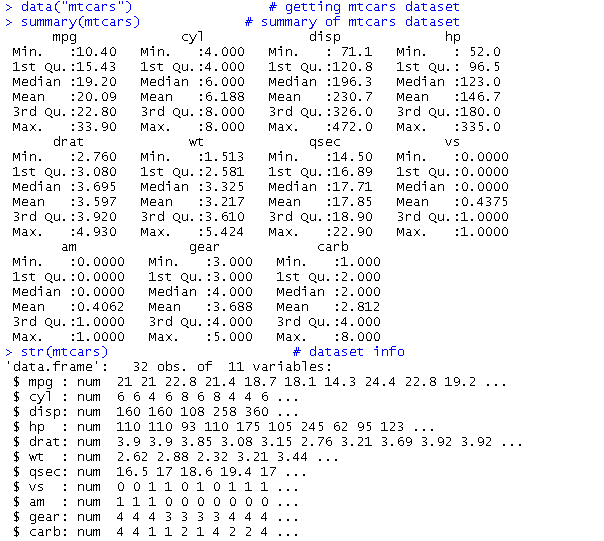 > data("mtcars")                  # getting mtcars dataset
> summary(mtcars)              # summary of mtcars dataset
      mpg             cyl             disp             hp
 Min.   :10.40   Min.   :4.000   Min.   : 71.1   Min.   : 52.0
 1st Qu.:15.43   1st Qu.:4.000   1st Qu.:120.8   1st Qu.: 96.5
 Median :19.20   Median :6.000   Median :196.3   Median :123.0
 Mean   :20.09   Mean   :6.188   Mean   :230.7   Mean   :146.7
 3rd Qu.:22.80   3rd Qu.:8.000   3rd Qu.:326.0   3rd Qu.:180.0
 Max.   :33.90   Max.   :8.000   Max.   :472.0   Max.   :335.0
      drat             wt             qsec             vs
 Min.   :2.760   Min.   :1.513   Min.   :14.50   Min.   :0.0000
 1st Qu.:3.080   1st Qu.:2.581   1st Qu.:16.89   1st Qu.:0.0000
 Median :3.695   Median :3.325   Median :17.71   Median :0.0000
 Mean   :3.597   Mean   :3.217   Mean   :17.85   Mean   :0.4375
 3rd Qu.:3.920   3rd Qu.:3.610   3rd Qu.:18.90   3rd Qu.:1.0000
 Max.   :4.930   Max.   :5.424   Max.   :22.90   Max.   :1.0000
       am              gear            carb
 Min.   :0.0000   Min.   :3.000   Min.   :1.000
 1st Qu.:0.0000   1st Qu.:3.000   1st Qu.:2.000
 Median :0.0000   Median :4.000   Median :2.000
 Mean   :0.4062   Mean   :3.688   Mean   :2.812
 3rd Qu.:1.0000   3rd Qu.:4.000   3rd Qu.:4.000
 Max.   :1.0000   Max.   :5.000   Max.   :8.000
> str(mtcars)                        # dataset info
'data.frame':   32 obs. of  11 variables:
 $ mpg : num  21 21 22.8 21.4 18.7 18.1 14.3 24.4 22.8 19.2 ...
 $ cyl : num  6 6 4 6 8 6 8 4 4 6 ...
 $ disp: num  160 160 108 258 360 ...
 $ hp  : num  110 110 93 110 175 105 245 62 95 123 ...
 $ drat: num  3.9 3.9 3.85 3.08 3.15 2.76 3.21 3.69 3.92 3.92 ...
 $ wt  : num  2.62 2.88 2.32 3.21 3.44 ...
 $ qsec: num  16.5 17 18.6 19.4 17 ...
 $ vs  : num  0 0 1 1 0 1 0 1 1 1 ...
 $ am  : num  1 1 1 0 0 0 0 0 0 0 ...
 $ gear: num  4 4 4 3 3 3 3 4 4 4 ...
 $ carb: num  4 4 1 1 2 1 4 2 2 4 ...